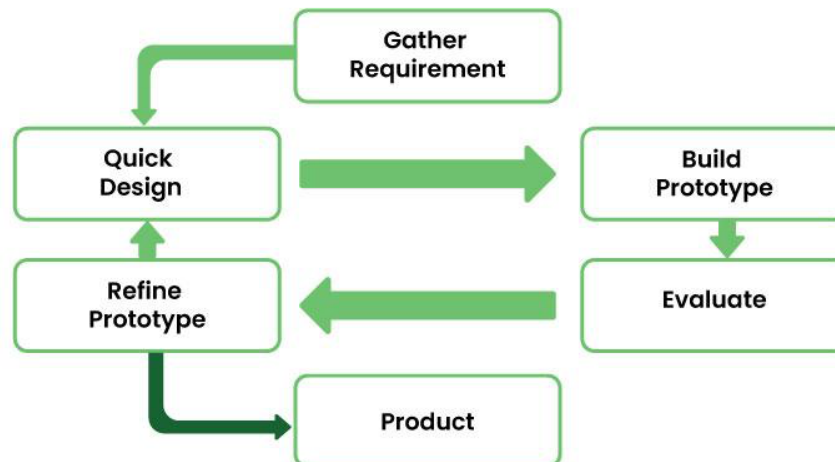 Gather
Requirement
Quick
Design
Build
Prototype
Refine
Prototype
Evaluate
Product